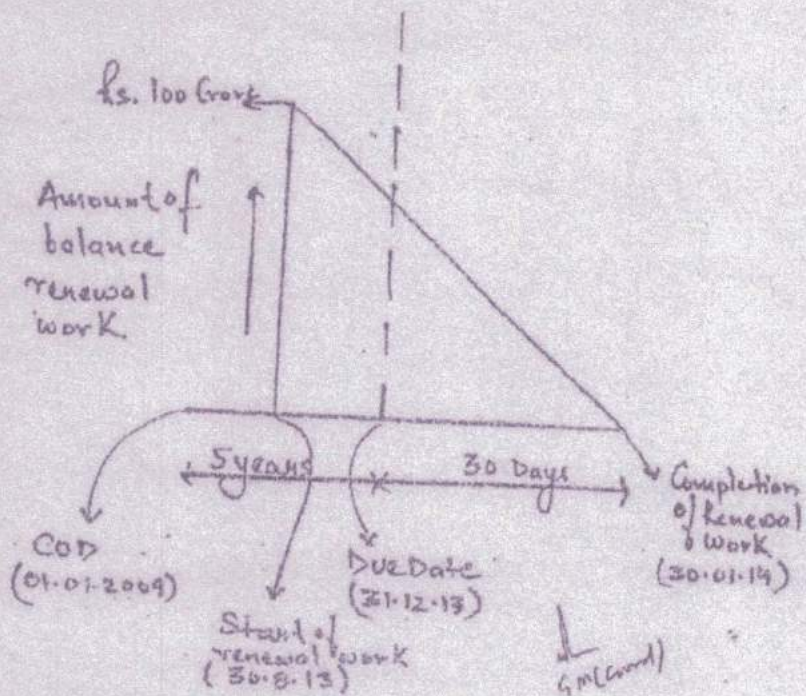 Rs. 100 Crore
Amount of
balance
renewal
work
5 years
30 Days
COD
(01.01.2009)
Start of
renewal work
(30.8.13)
Due Date
(31.12.13)
Completion
of Renewal
work
(30.01.14)
GM(Coord)